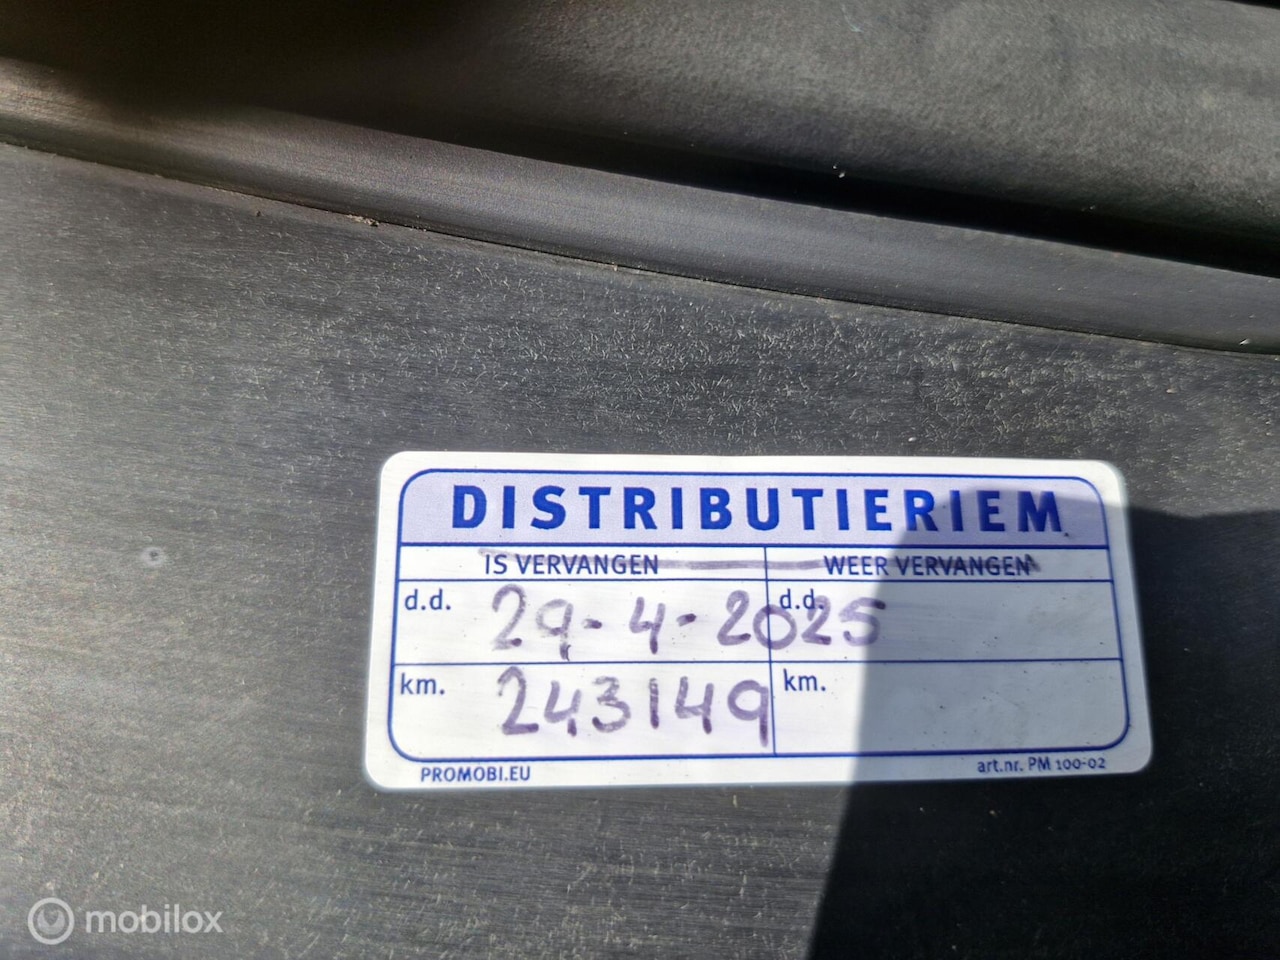 DISTRIBUTIERIEM
IS VERVANGEN WEER VERVANGEN
d.d. 29-4-2025 d.d.
km. 243149 km.
PROMOBI.EU art.nr. PM 100-02
mobilox